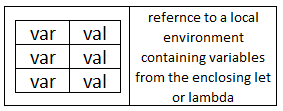 var val
var val
var val
refernce to a local
environment
containing variables
from the enclosing let
or lambda